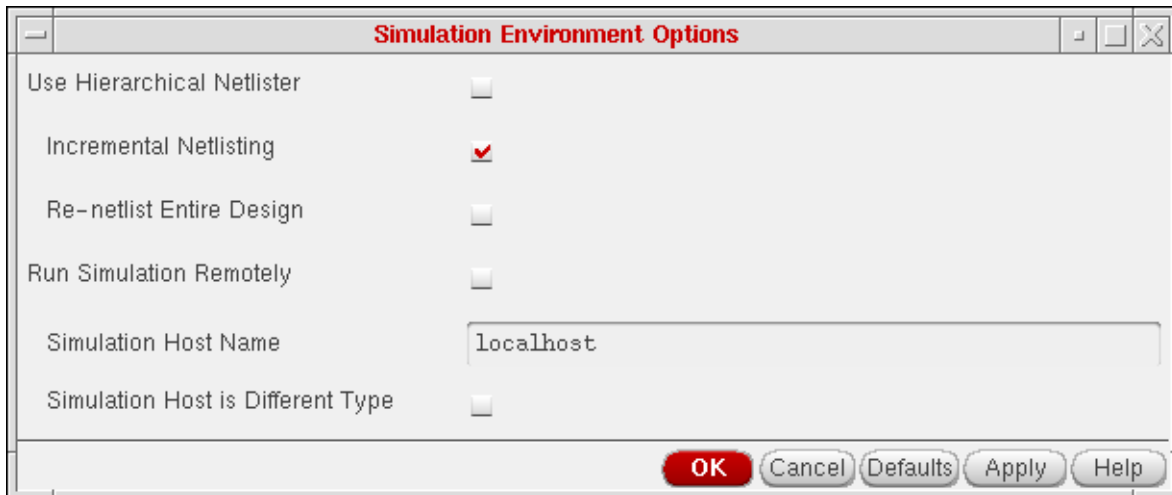 Simulation Environment Options
Use Hierarchical Netlister
Incremental Netlisting
Re-netlist Entire Design
Run Simulation Remotely
Simulation Host Name localhost
Simulation Host is Different Type
OK Cancel Defaults Apply Help